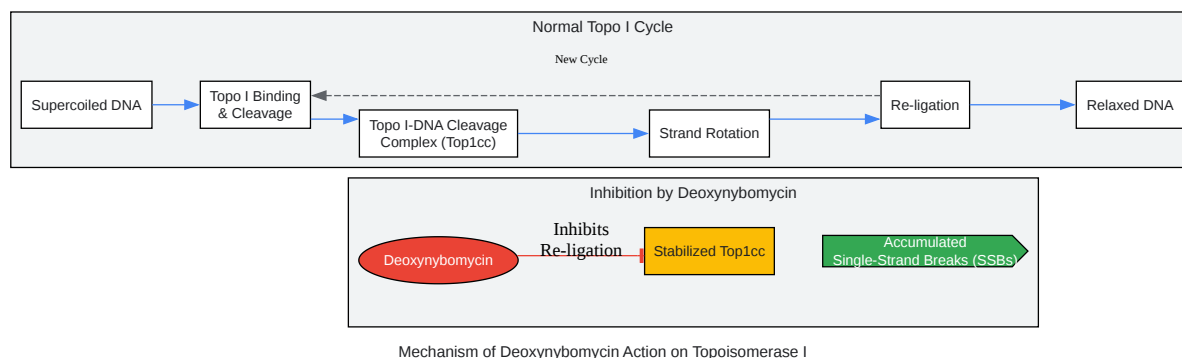 Normal Topo I Cycle
New Cycle
Supercoiled DNA
Topo I Binding
& Cleavage
Topo I-DNA Cleavage
Complex (Top1cc)
Strand Rotation
Re-ligation
Relaxed DNA
Inhibition by Deoxynybomycin
Deoxynybomycin
Inhibits
Re-ligation
Stabilized Top1cc
Accumulated
Single-Strand Breaks (SSBs)
Mechanism of Deoxynybomycin Action on Topoisomerase I